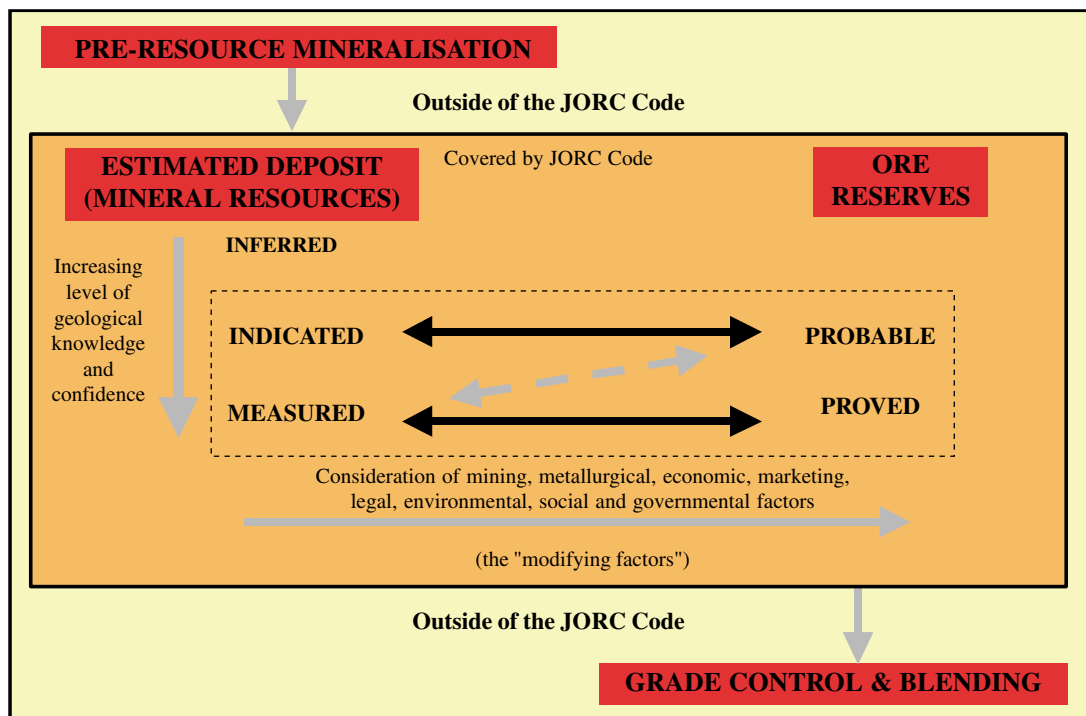 PRE-RESOURCE MINERALISATION
Outside of the JORC Code
ESTIMATED DEPOSIT
(MINERAL RESOURCES)
Covered by JORC Code
ORE
RESERVES
INFERRED
Increasing
level of
geological
knowledge
and
confidence
INDICATED
PROBABLE
MEASURED
PROVED
Consideration of mining, metallurgical, economic, marketing,
legal, environmental, social and governmental factors
(the "modifying factors")
Outside of the JORC Code
GRADE CONTROL & BLENDING